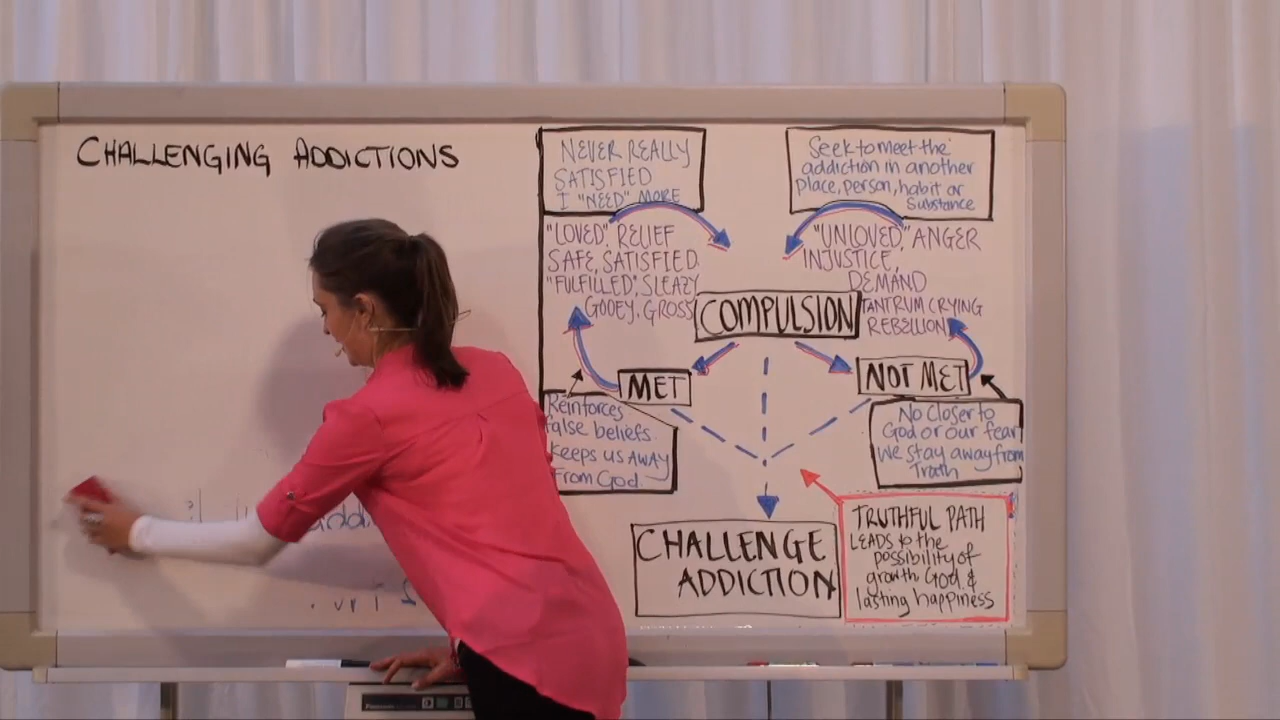 CHALLENGING ADDICTIONS
NEVER REALLY
SATISFIED
I "NEED" MORE
Seek to meet the
addiction in another
place, person, habit or
substance
"LOVED", RELIEF
SAFE, SATISFIED
"FULFILLED", SLEAZY
GOOEY, GROSS
"UNLOVED," ANGER
INJUSTICE,
DEMAND
TANTRUM CRYING
REBELLION
COMPULSION
MET
NOT MET
Reinforces
false beliefs.
keeps us AWAY
From God.
No Closer to
God or our fear
We stay away from
Truth
CHALLENGE
ADDICTION
TRUTHFUL PATH
LEADS to the
possibility of
growth, God, &
lasting happiness
addi